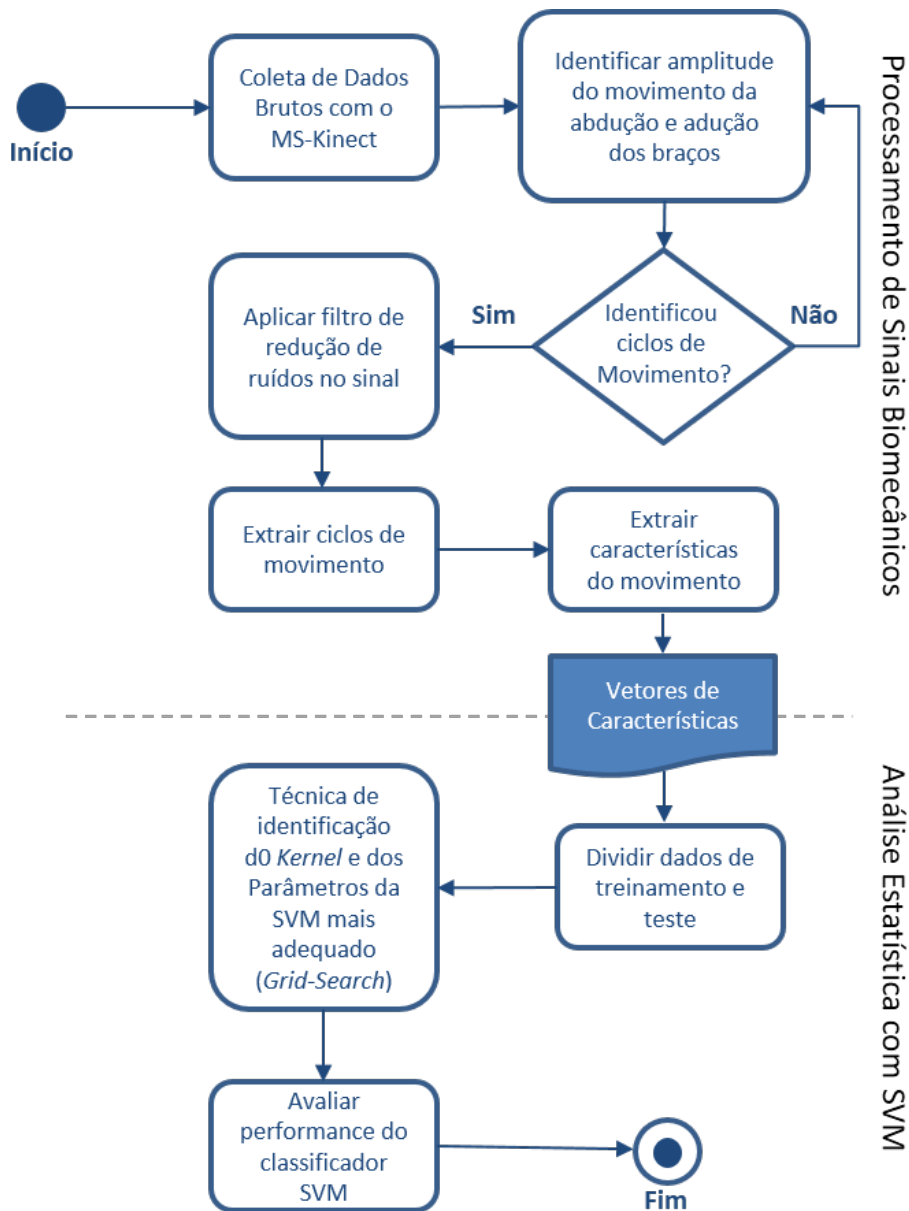 Início
Coleta de Dados
Brutos com o
MS-Kinect
Identificar amplitude
do movimento da
abdução e adução
dos braços
Identificou
ciclos de
Movimento?
Sim
Não
Aplicar filtro de
redução de
ruídos no sinal
Extrair ciclos de
movimento
Extrair
características
do movimento
Vetores de
Características
Processamento de Sinais Biomecânicos
Dividir dados de
treinamento e
teste
Técnica de
identificação
d0 Kernel e dos
Parâmetros da
SVM mais
adequado
(Grid-Search)
Avaliar
performance do
classificador
SVM
Fim
Análise Estatística com SVM